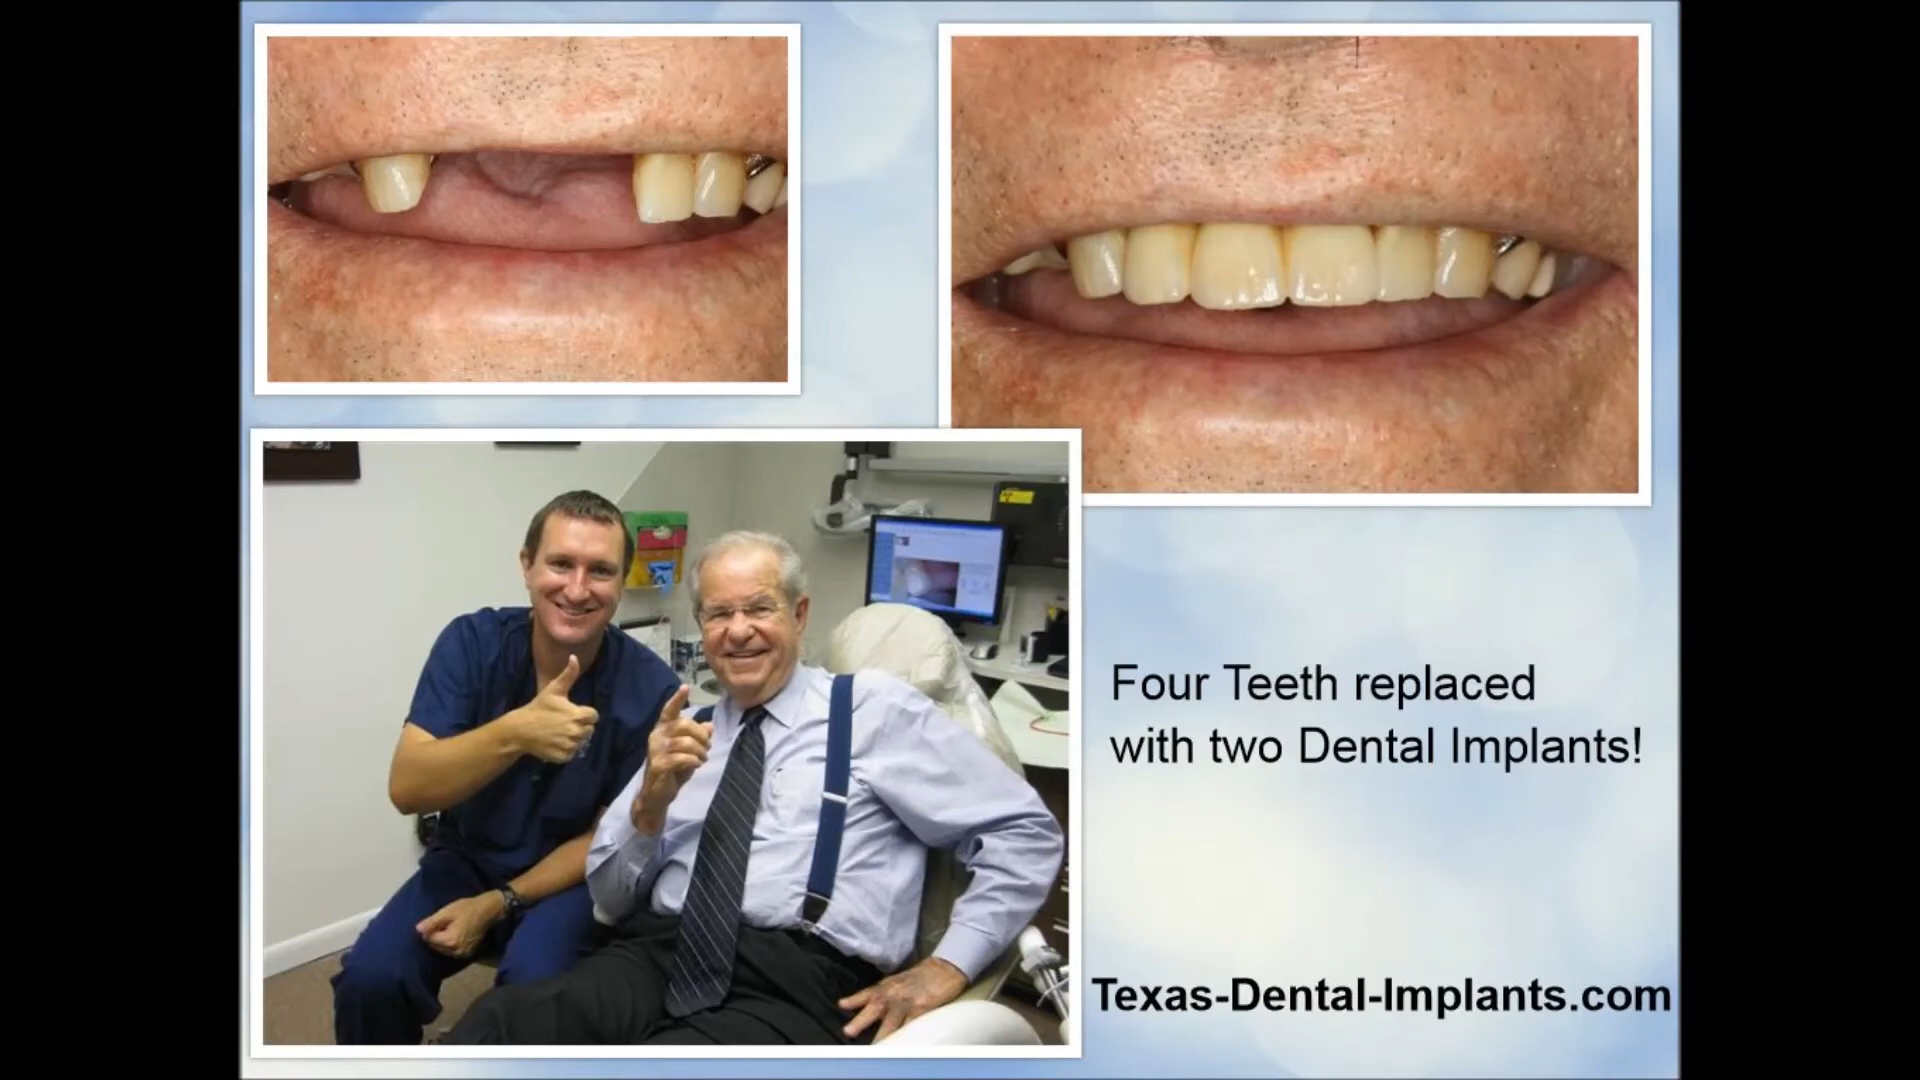 Four Teeth replaced
with two Dental Implants!
Texas-Dental-Implants.com